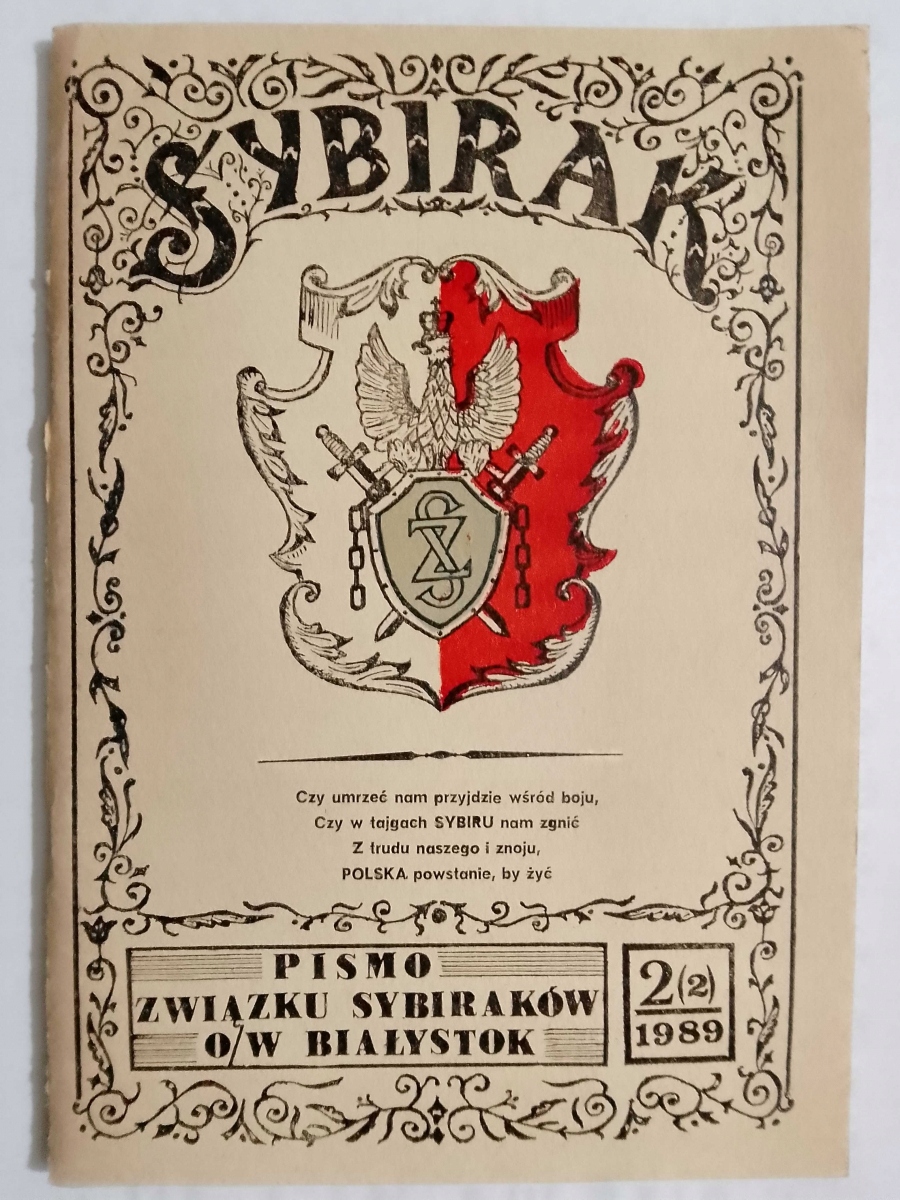 SYBIRAK
SZ
Czy umrzeć nam przyjdzie wśród boju,
Czy w tajgach SYBIRU nam zgnić
Z trudu naszego i znoju,
POLSKA powstanie, by żyć
PISMO
ZWIĄZKU SYBIRAKÓW
O/W BIAŁYSTOK
2(2)
1989